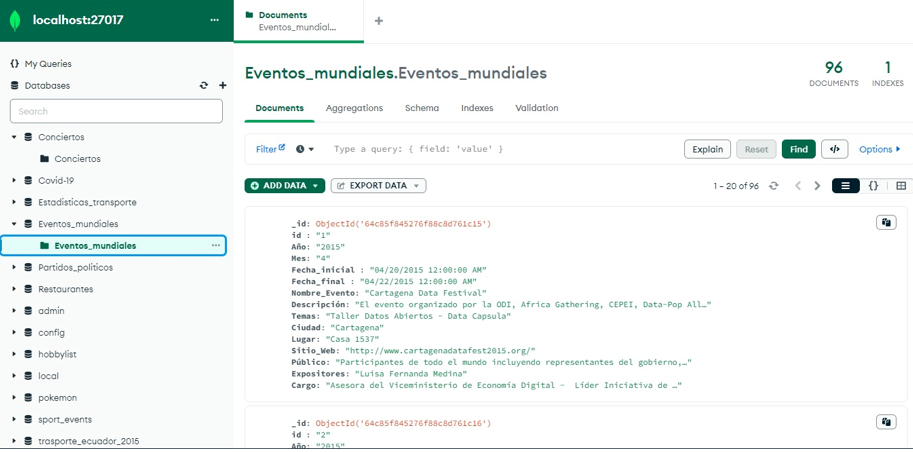 localhost:27017
...
My Queries
Databases
Search
Conciertos
Conciertos
Covid-19
Estadisticas_transporte
Eventos_mundiales
Eventos_mundiales
Partidos_politicos
Restaurantes
admin
config
hobbylist
local
pokemon
sport_events
trasporte_ecuador_2015
Documents
Eventos_mundial...
Eventos_mundiales.Eventos_mundiales
96
DOCUMENTS
1
INDEXES
Documents Aggregations Schema Indexes Validation
Filter Type a query: { field: 'value' } Explain Reset Find </> Options
ADD DATA EXPORT DATA 1 – 20 of 96 {}
_id: ObjectId('64c85f845276f88c8d761c15')
id : "1"
Año: "2015"
Mes: "4"
Fecha_inicial : "04/20/2015 12:00:00 AM"
Fecha_final : "04/22/2015 12:00:00 AM"
Nombre_Evento: "Cartagena Data Festival"
Descripción: "El evento organizado por la ODI, Africa Gathering, CEPEI, Data-Pop All…"
Temas: "Taller Datos Abiertos - Data Capsula"
Ciudad: "Cartagena"
Lugar: "Casa 1537"
Sitio_Web: "http://www.cartagenadatafest2015.org/"
Público: "Participantes de todo el mundo incluyendo representantes del gobierno,…"
Expositores: "Luisa Fernanda Medina"
Cargo: "Asesora del Viceministerio de Economía Digital - Líder Iniciativa de …"
_id: ObjectId('64c85f845276f88c8d761c16')
id : "2"
Año: "2015"